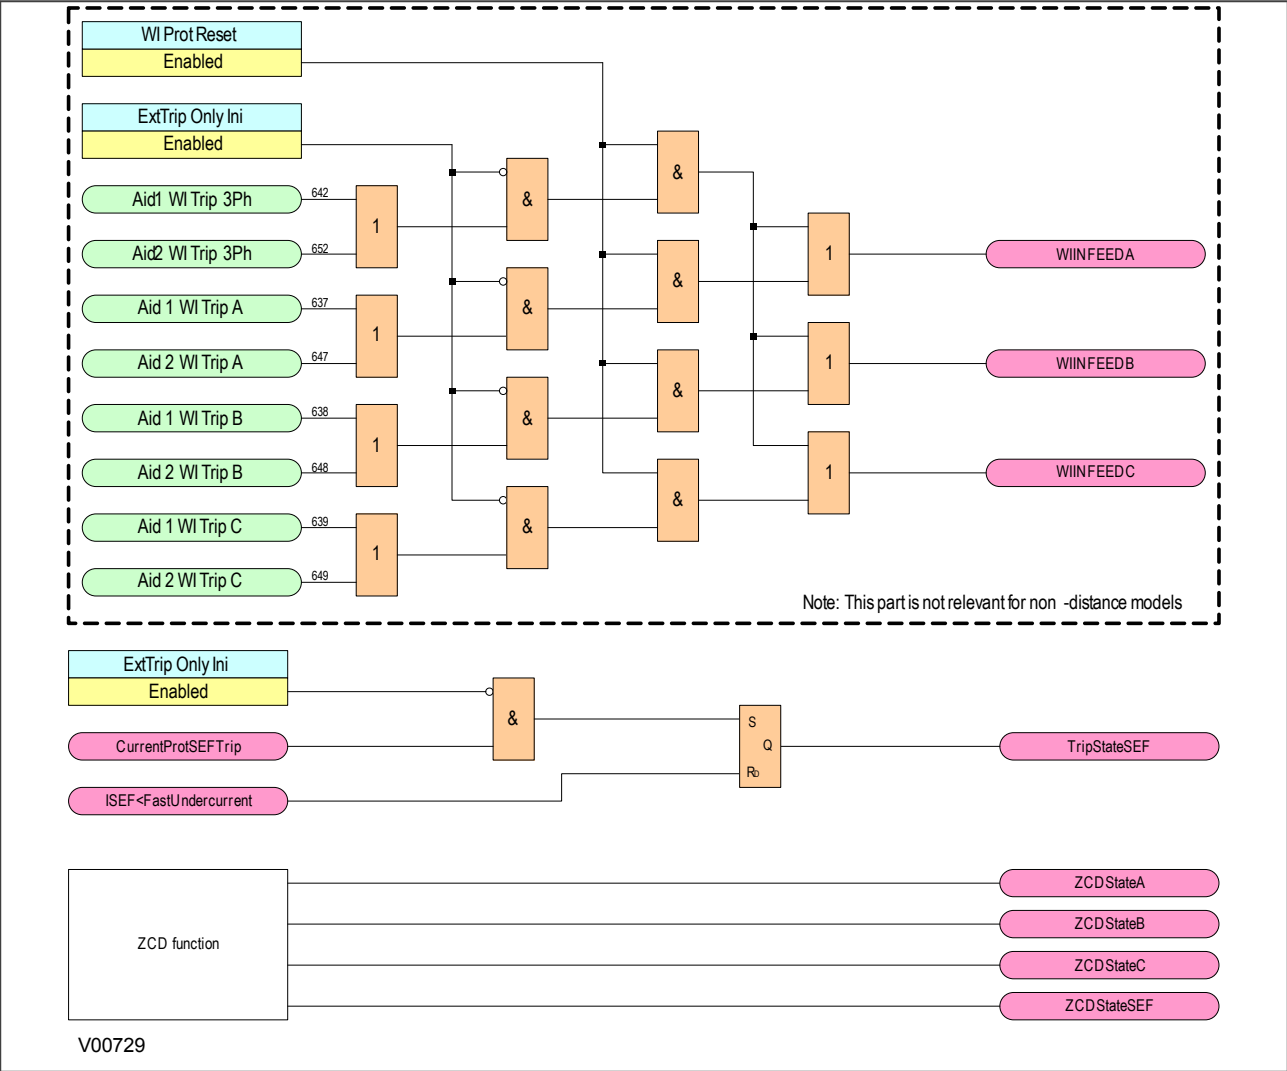 WI Prot Reset
Enabled
ExtTrip Only Ini
Enabled
Aid1 WI Trip 3Ph
642
Aid2 WI Trip 3Ph
652
Aid 1 WI Trip A
637
Aid 2 WI Trip A
647
Aid 1 WI Trip B
638
Aid 2 WI Trip B
648
Aid 1 WI Trip C
639
Aid 2 WI Trip C
649
1
1
1
1
&
&
&
&
&
&
&
&
1
1
1
WIINFEEDA
WIINFEEDB
WIINFEEDC
Note: This part is not relevant for non -distance models
ExtTrip Only Ini
Enabled
CurrentProtSEFTrip
ISEF<FastUndercurrent
&
S
Q
RD
TripStateSEF
ZCD function
ZCDStateA
ZCDStateB
ZCDStateC
ZCDStateSEF
V00729